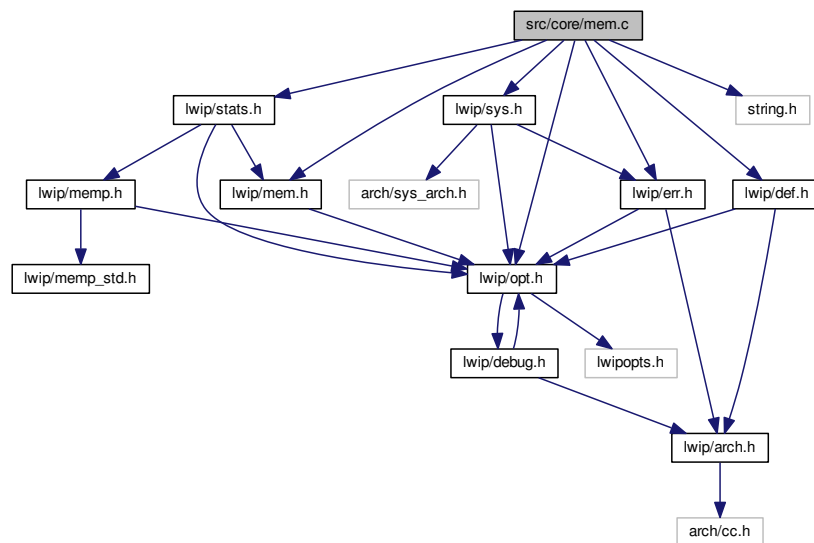 src/core/mem.c
lwip/stats.h
lwip/sys.h
string.h
lwip/memp.h
lwip/mem.h
arch/sys_arch.h
lwip/err.h
lwip/def.h
lwip/memp_std.h
lwip/opt.h
lwip/debug.h
lwipopts.h
lwip/arch.h
arch/cc.h